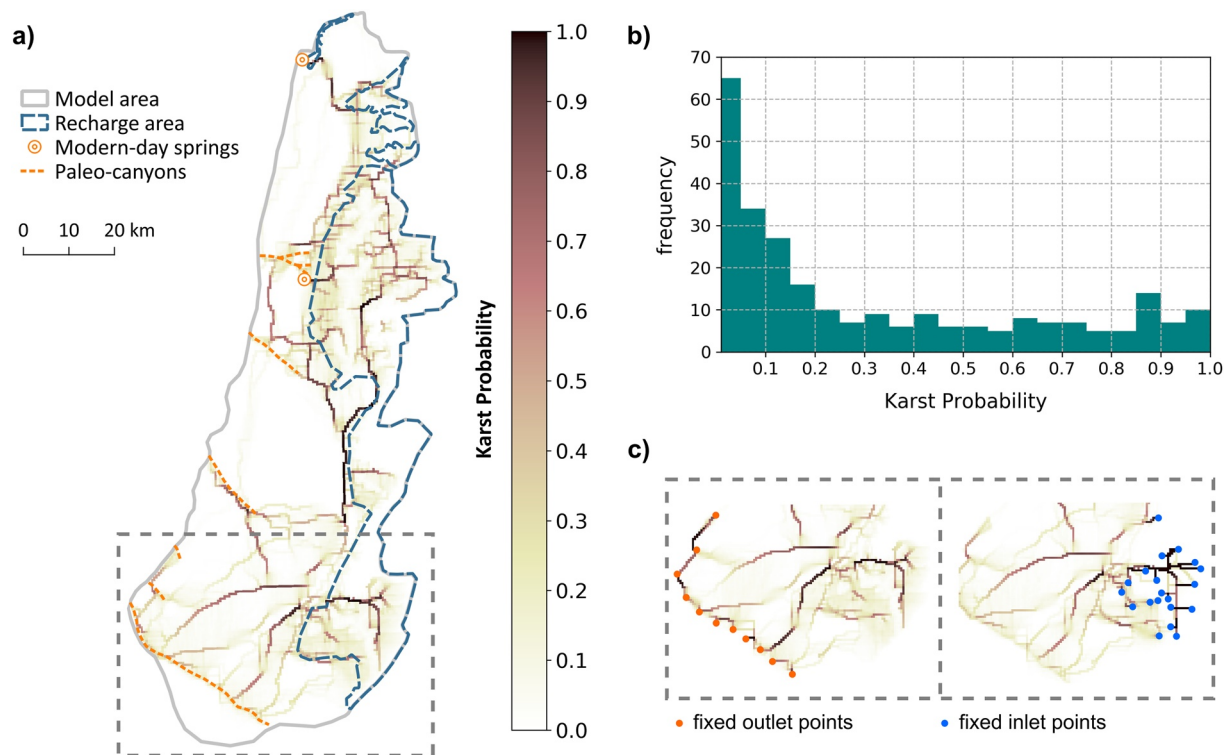 a)
Model area
Recharge area
Modern-day springs
Paleo-canyons
0 10 20 km
Karst Probability
1.0
0.9
0.8
0.7
0.6
0.5
0.4
0.3
0.2
0.1
0.0
b)
frequency
70
60
50
40
30
20
10
0
0.1 0.2 0.3 0.4 0.5 0.6 0.7 0.8 0.9 1.0
Karst Probability
c)
fixed outlet points
fixed inlet points